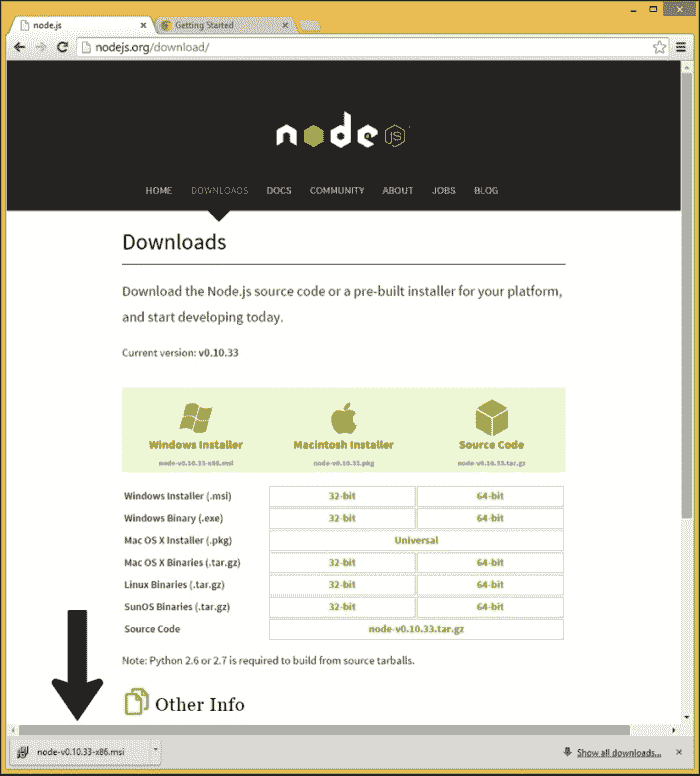 node.js
Getting Started
nodejs.org/download/
node JS
HOME DOWNLOADS DOCS COMMUNITY ABOUT JOBS BLOG
Downloads
Download the Node.js source code or a pre-built installer for your platform,
and start developing today.
Current version: v0.10.33
Windows Installer Macintosh Installer Source Code
node-v0.10.33-x86.msi node-v0.10.33.pkg node-v0.10.33.tar.gz
Windows Installer (.msi) 32-bit 64-bit
Windows Binary (.exe) 32-bit 64-bit
Mac OS X Installer (.pkg) Universal
Mac OS X Binaries (.tar.gz) 32-bit 64-bit
Linux Binaries (.tar.gz) 32-bit 64-bit
SunOS Binaries (.tar.gz) 32-bit 64-bit
Source Code node-v0.10.33.tar.gz
Note: Python 2.6 or 2.7 is required to build from source tarballs.
Other Info
node-v0.10.33-x86.msi Show all downloads...